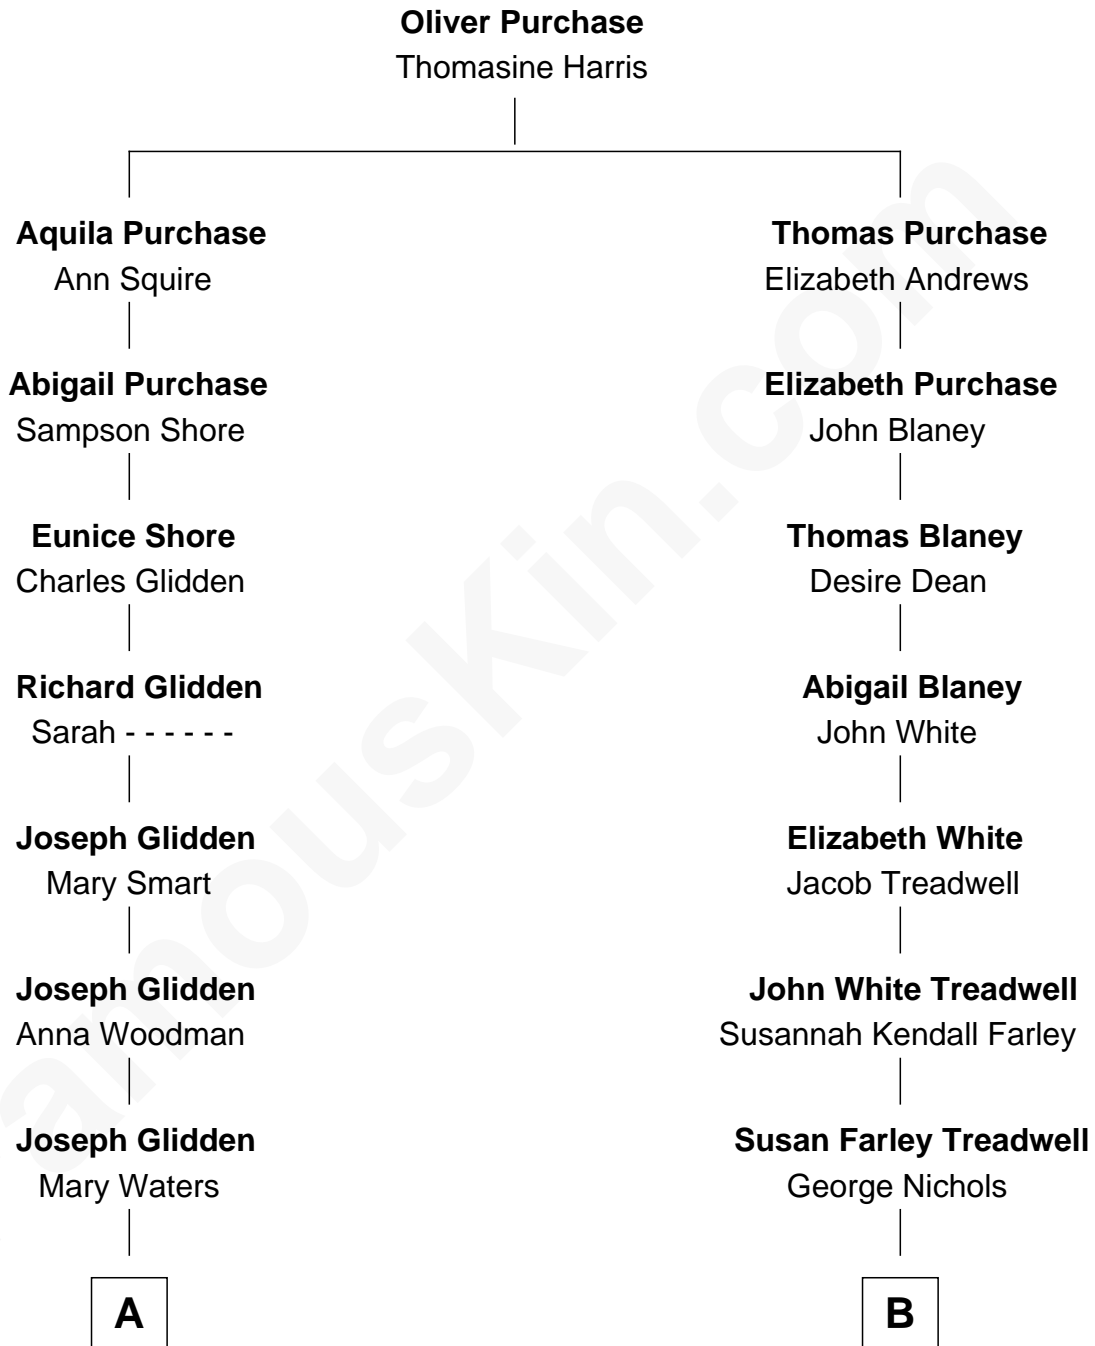 Oliver Purchase
Thomasine Harris
Aquila Purchase
Ann Squire
Thomas Purchase
Elizabeth Andrews
Abigail Purchase
Sampson Shore
Elizabeth Purchase
John Blaney
Eunice Shore
Charles Glidden
Thomas Blaney
Desire Dean
Richard Glidden
Sarah - - - - - -
Abigail Blaney
John White
Joseph Glidden
Mary Smart
Elizabeth White
Jacob Treadwell
Joseph Glidden
Anna Woodman
John White Treadwell
Susannah Kendall Farley
Joseph Glidden
Mary Waters
Susan Farley Treadwell
George Nichols
A
B
amouskin.com